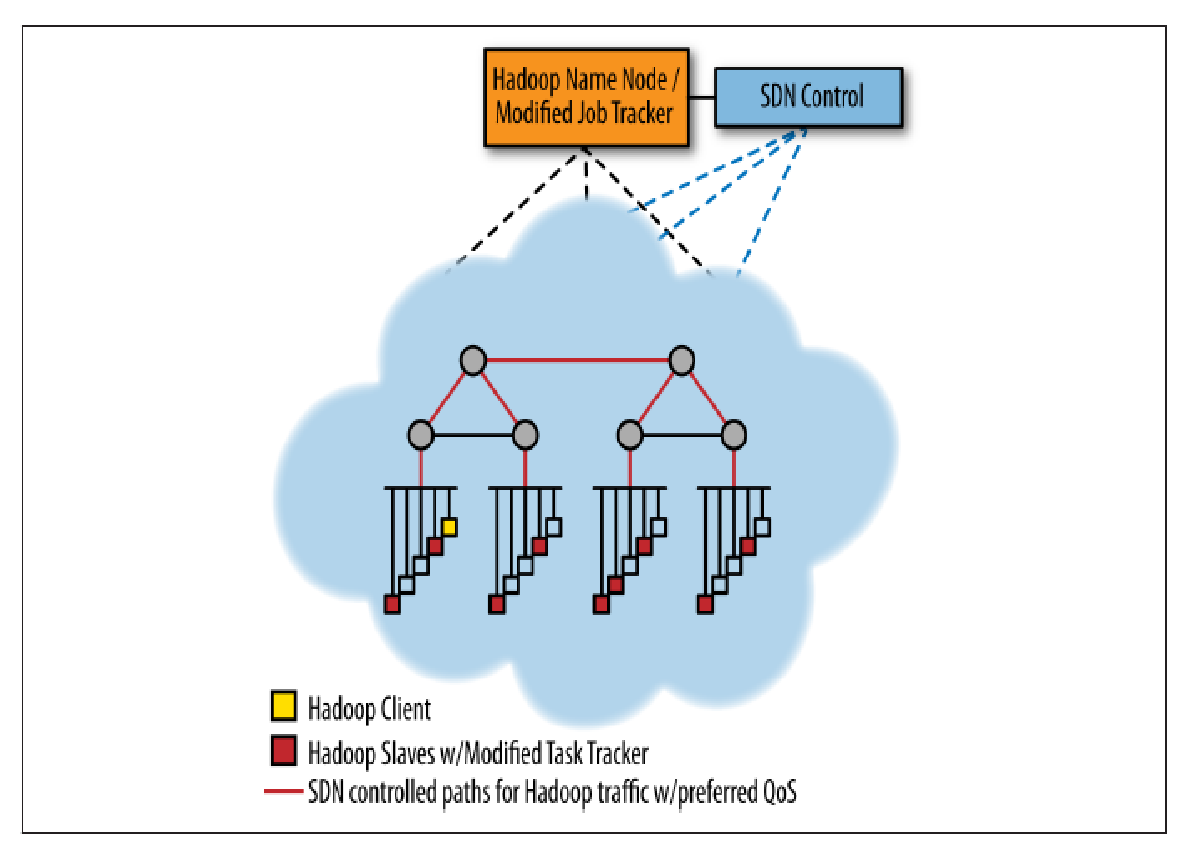 Hadoop Name Node /
Modified Job Tracker
SDN Control
Hadoop Client
Hadoop Slaves w/Modified Task Tracker
SDN controlled paths for Hadoop traffic w/preferred QoS